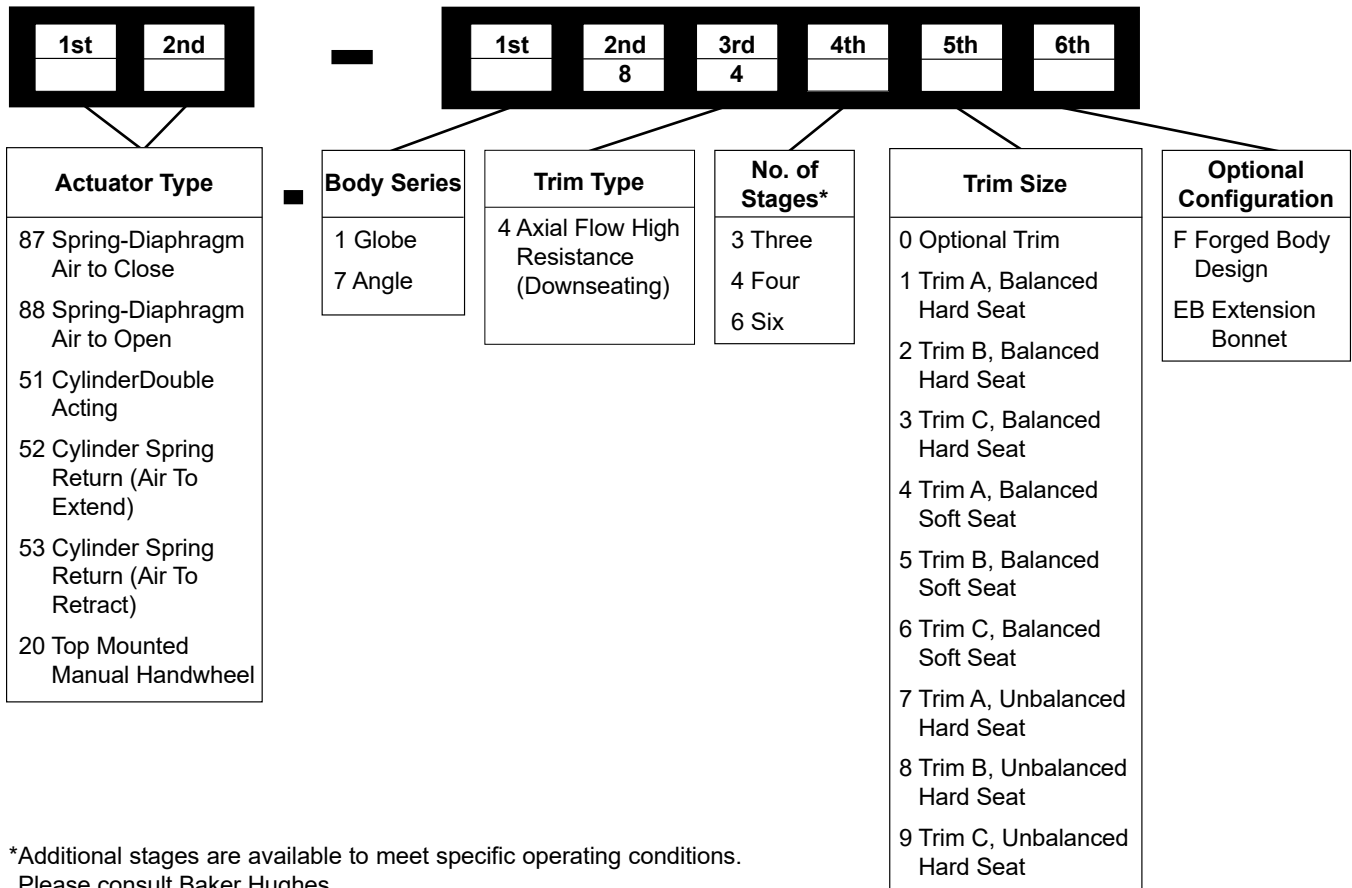 1st 2nd - 1st 2nd 3rd 4th 5th 6th
8 4
Actuator Type
87 Spring-Diaphragm
Air to Close
88 Spring-Diaphragm
Air to Open
51 CylinderDouble
Acting
52 Cylinder Spring
Return (Air To
Extend)
53 Cylinder Spring
Return (Air To
Retract)
20 Top Mounted
Manual Handwheel
-
Body Series
1 Globe
7 Angle
Trim Type
4 Axial Flow High
Resistance
(Downseating)
No. of
Stages*
3 Three
4 Four
6 Six
Trim Size
0 Optional Trim
1 Trim A, Balanced
Hard Seat
2 Trim B, Balanced
Hard Seat
3 Trim C, Balanced
Hard Seat
4 Trim A, Balanced
Soft Seat
5 Trim B, Balanced
Soft Seat
6 Trim C, Balanced
Soft Seat
7 Trim A, Unbalanced
Hard Seat
8 Trim B, Unbalanced
Hard Seat
9 Trim C, Unbalanced
Hard Seat
Optional
Configuration
F Forged Body
Design
EB Extension
Bonnet
*Additional stages are available to meet specific operating conditions.
Please consult Baker Hughes